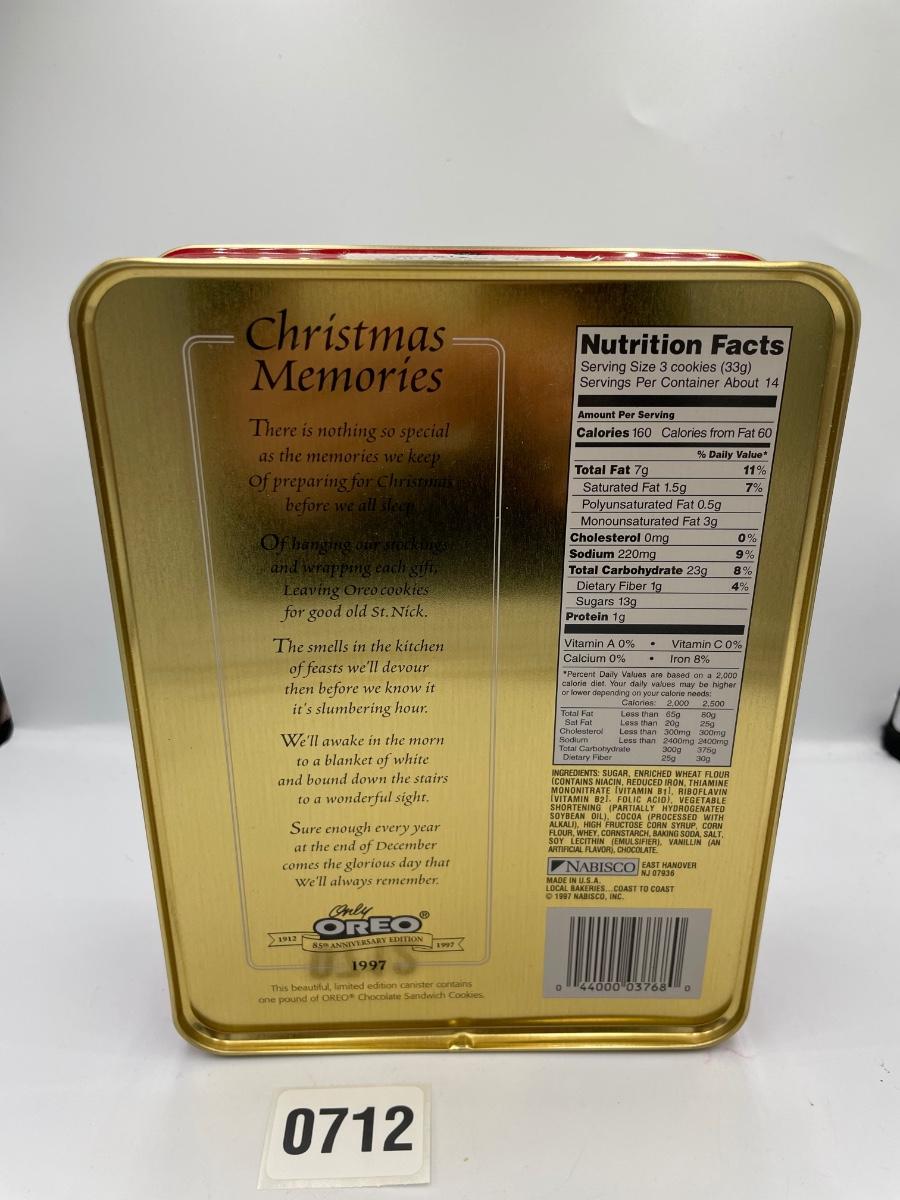 Christmas
Memories
There is nothing so special
as the memories we keep
Of preparing for Christmas
before we all sleep
Of hanging our stockings
and wrapping each gift,
Leaving Oreo cookies
for good old St. Nick.
The smells in the kitchen
of feasts we'll devour
then before we know it
it's slumbering hour.
We'll awake in the morn
to a blanket of white
and bound down the stairs
to a wonderful sight.
Sure enough every year
at the end of December
comes the glorious day that
We'll always remember.
Only
OREO®
1912 85th ANNIVERSARY EDITION 1997
1997
This beautiful, limited edition canister contains
one pound of OREO® Chocolate Sandwich Cookies.
Nutrition Facts
Serving Size 3 cookies (33g)
Servings Per Container About 14
Amount Per Serving
Calories 160 Calories from Fat 60
% Daily Value*
Total Fat 7g 11%
Saturated Fat 1.5g 7%
Polyunsaturated Fat 0.5g
Monounsaturated Fat 3g
Cholesterol 0mg 0%
Sodium 220mg 9%
Total Carbohydrate 23g 8%
Dietary Fiber 1g 4%
Sugars 13g
Protein 1g
Vitamin A 0% • Vitamin C 0%
Calcium 0% • Iron 8%
*Percent Daily Values are based on a 2,000
calorie diet. Your daily values may be higher
or lower depending on your calorie needs:
Calories: 2,000 2,500
Total Fat Less than 65g 80g
Sat Fat Less than 20g 25g
Cholesterol Less than 300mg 300mg
Sodium Less than 2400mg 2400mg
Total Carbohydrate 300g 375g
Dietary Fiber 25g 30g
INGREDIENTS: SUGAR, ENRICHED WHEAT FLOUR
(CONTAINS NIACIN, REDUCED IRON, THIAMINE
MONONITRATE [VITAMIN B1], RIBOFLAVIN
[VITAMIN B2], FOLIC ACID), VEGETABLE
SHORTENING (PARTIALLY HYDROGENATED
SOYBEAN OIL), COCOA (PROCESSED WITH
ALKALI), HIGH FRUCTOSE CORN SYRUP, CORN
FLOUR, WHEY, CORNSTARCH, BAKING SODA, SALT,
SOY LECITHIN (EMULSIFIER), VANILLIN (AN
ARTIFICIAL FLAVOR), CHOCOLATE.
NABISCO EAST HANOVER
NJ 07936
MADE IN U.S.A.
LOCAL BAKERIES...COAST TO COAST
© 1997 NABISCO, INC.
0 44000 03768 0
0712